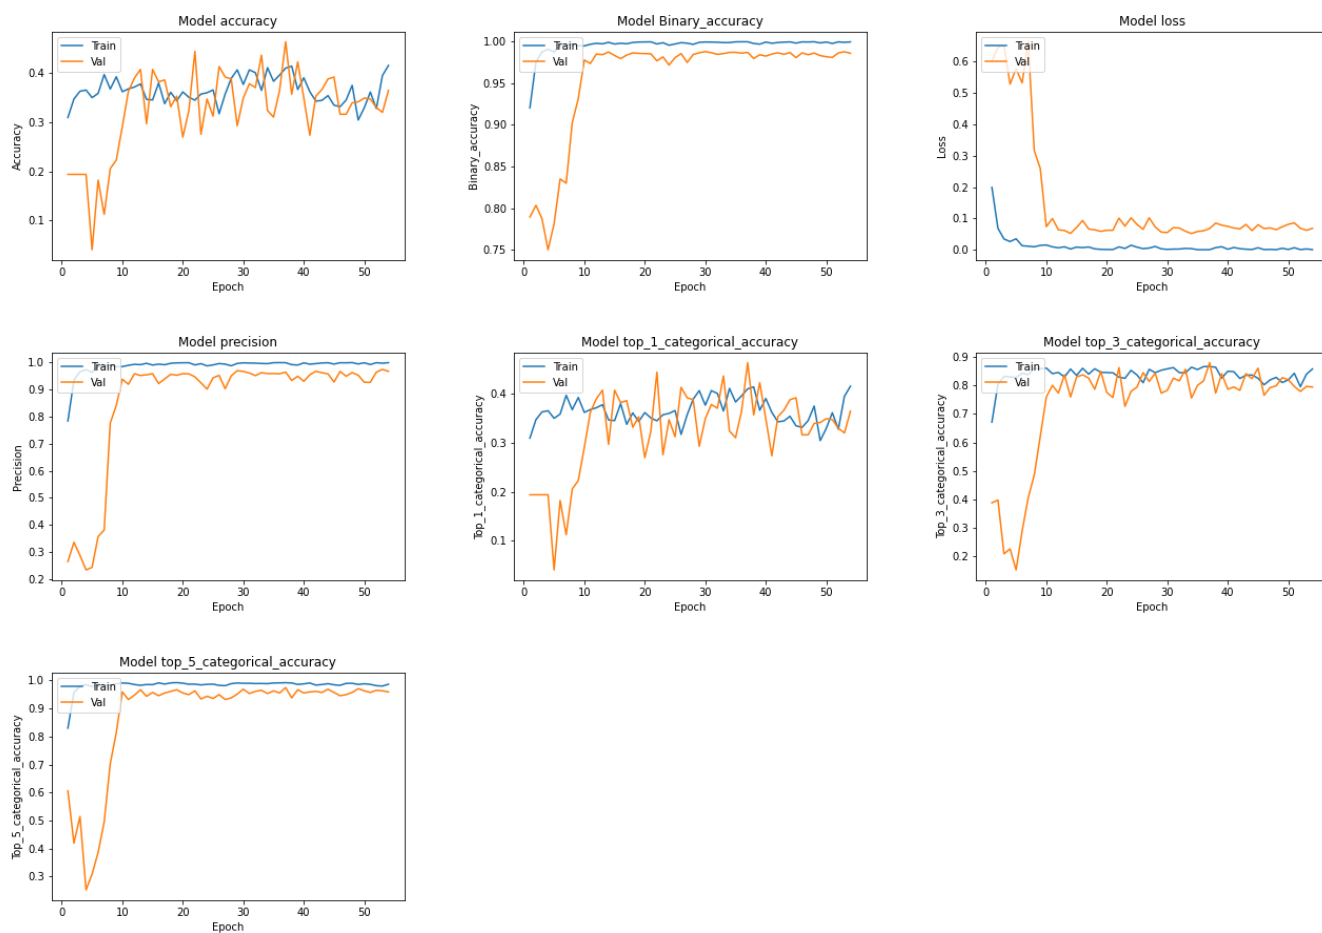 Model accuracy
Train
Val
0.4
0.3
0.2
0.1
Accuracy
0 10 20 30 40 50
Epoch
Model Binary_accuracy
Train
Val
1.00
0.95
0.90
0.85
0.80
0.75
Binary_accuracy
0 10 20 30 40 50
Epoch
Model loss
Train
Val
0.6
0.5
0.4
0.3
0.2
0.1
0.0
Loss
0 10 20 30 40 50
Epoch
Model precision
Train
Val
1.0
0.9
0.8
0.7
0.6
0.5
0.4
0.3
0.2
Precision
0 10 20 30 40 50
Epoch
Model top_1_categorical_accuracy
Train
Val
0.4
0.3
0.2
0.1
Top_1_categorical_accuracy
0 10 20 30 40 50
Epoch
Model top_3_categorical_accuracy
Train
Val
0.9
0.8
0.7
0.6
0.5
0.4
0.3
0.2
Top_3_categorical_accuracy
0 10 20 30 40 50
Epoch
Model top_5_categorical_accuracy
Train
Val
1.0
0.9
0.8
0.7
0.6
0.5
0.4
0.3
Top_5_categorical_accuracy
0 10 20 30 40 50
Epoch